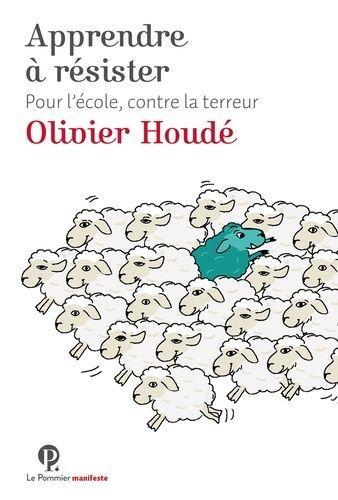 Apprendre
à résister
Pour l'école, contre la terreur
Olivier Houdé
P.
Le Pommier manifeste